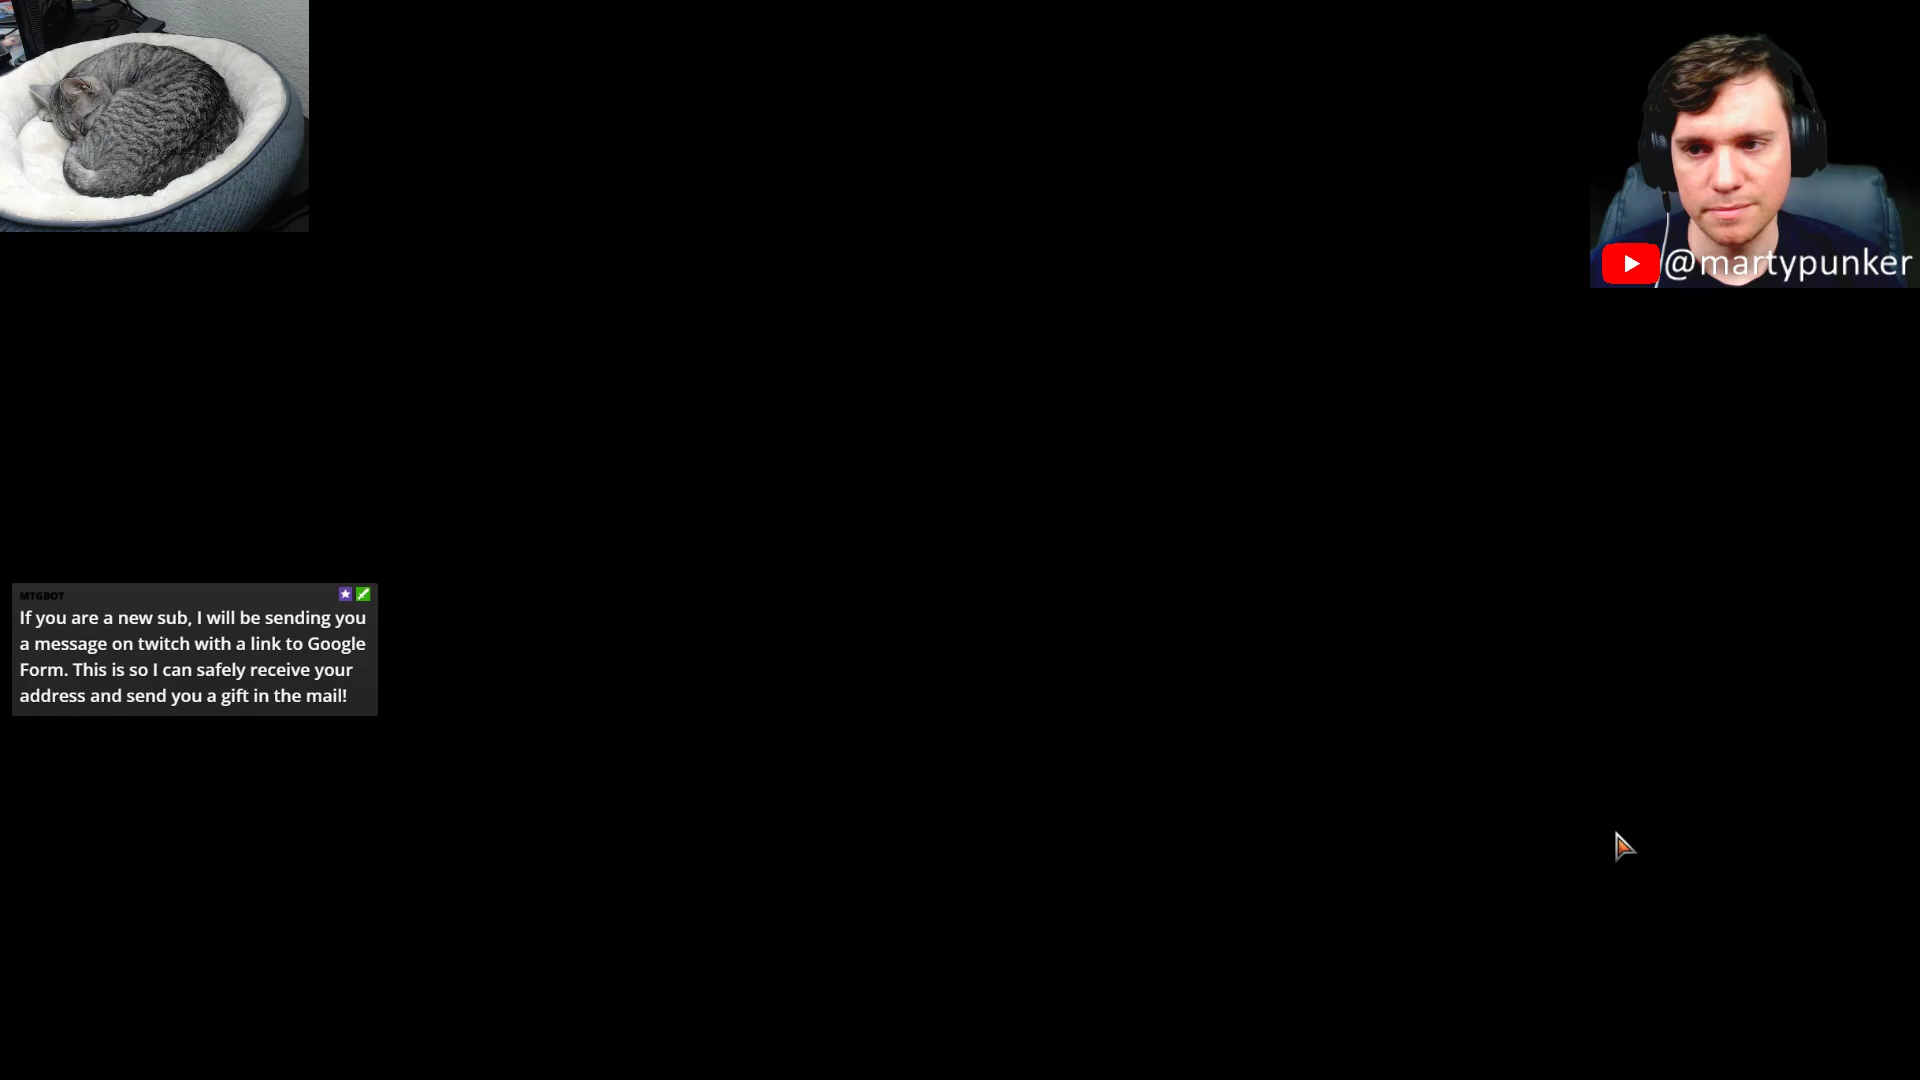 @martypunker
MTGBOT
If you are a new sub, I will be sending you
a message on twitch with a link to Google
Form. This is so I can safely receive your
address and send you a gift in the mail!